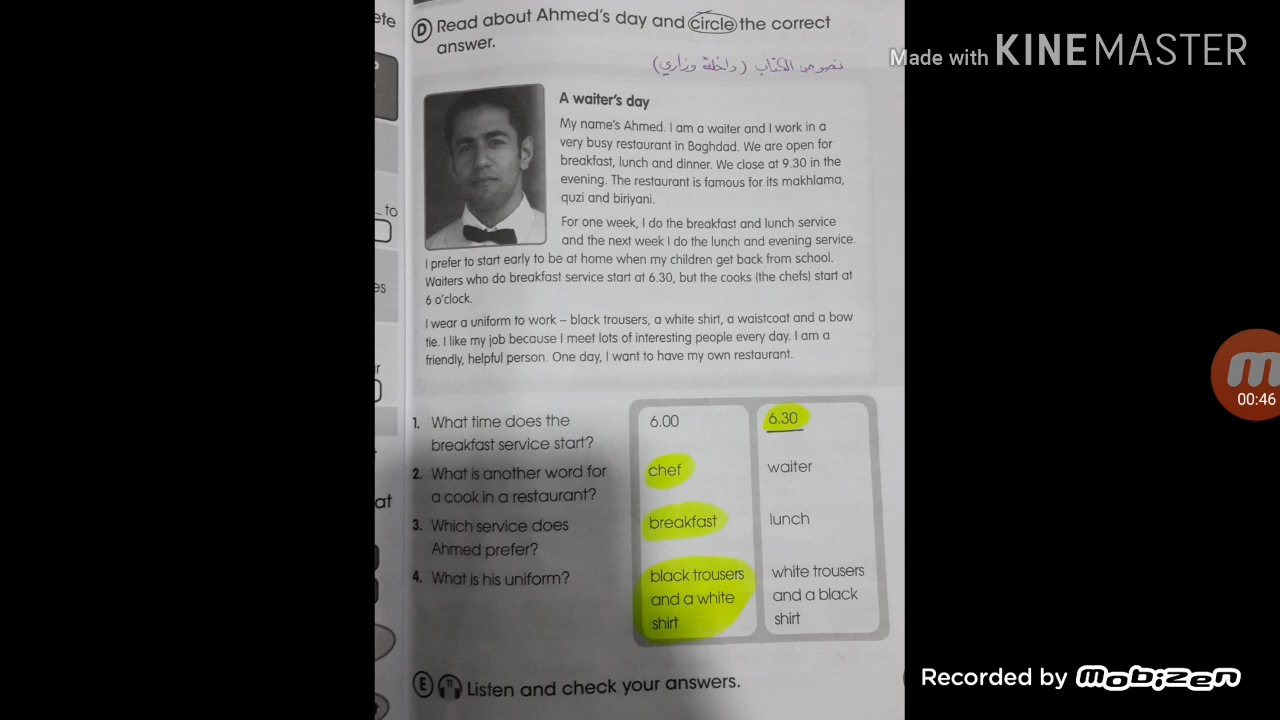 ete
D Read about Ahmed's day and circle the correct
answer.
نصوص الكتاب (داخلة وزاري)
Made with KINEMASTER
A waiter's day
My name's Ahmed. I am a waiter and I work in a
very busy restaurant in Baghdad. We are open for
breakfast, lunch and dinner. We close at 9.30 in the
evening. The restaurant is famous for its makhlama,
quzi and biriyani.
to
For one week, I do the breakfast and lunch service
and the next week I do the lunch and evening service.
I prefer to start early to be at home when my children get back from school.
Waiters who do breakfast service start at 6.30, but the cooks (the chefs) start at
6 o'clock.
es
I wear a uniform to work – black trousers, a white shirt, a waistcoat and a bow
tie. I like my job because I meet lots of interesting people every day. I am a
friendly, helpful person. One day, I want to have my own restaurant.
r
00:46
1. What time does the
breakfast service start?
6.00
6.30
2. What is another word for
a cook in a restaurant?
chef
waiter
at
3. Which service does
Ahmed prefer?
breakfast
lunch
4. What is his uniform?
black trousers
and a white
shirt
white trousers
and a black
shirt
E 11 Listen and check your answers.
Recorded by mobizen